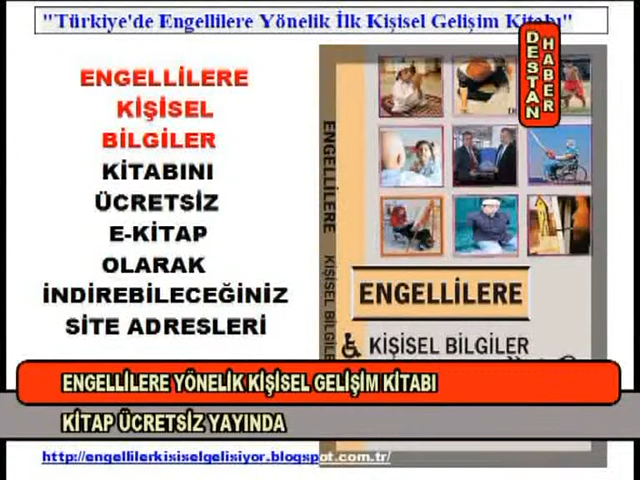 "Türkiye'de Engellilere Yönelik İlk Kişisel Gelişim Kitabı"
DESTAN
HABER
ENGELLİLERE
KİŞİSEL
BİLGİLER
KİTABINI
ÜCRETSİZ
E-KİTAP
OLARAK
İNDİREBİLECEĞİNİZ
SİTE ADRESLERİ
ENGELLİLERE KİŞİSEL BİLGİLER
ENGELLİLERE
KİŞİSEL BİLGİLER
ENGELLİLERE YÖNELİK KİŞİSEL GELİŞİM KİTABI
KİTAP ÜCRETSİZ YAYINDA
http://engellilerkisiselgelisiyor.blogspot.com.tr/